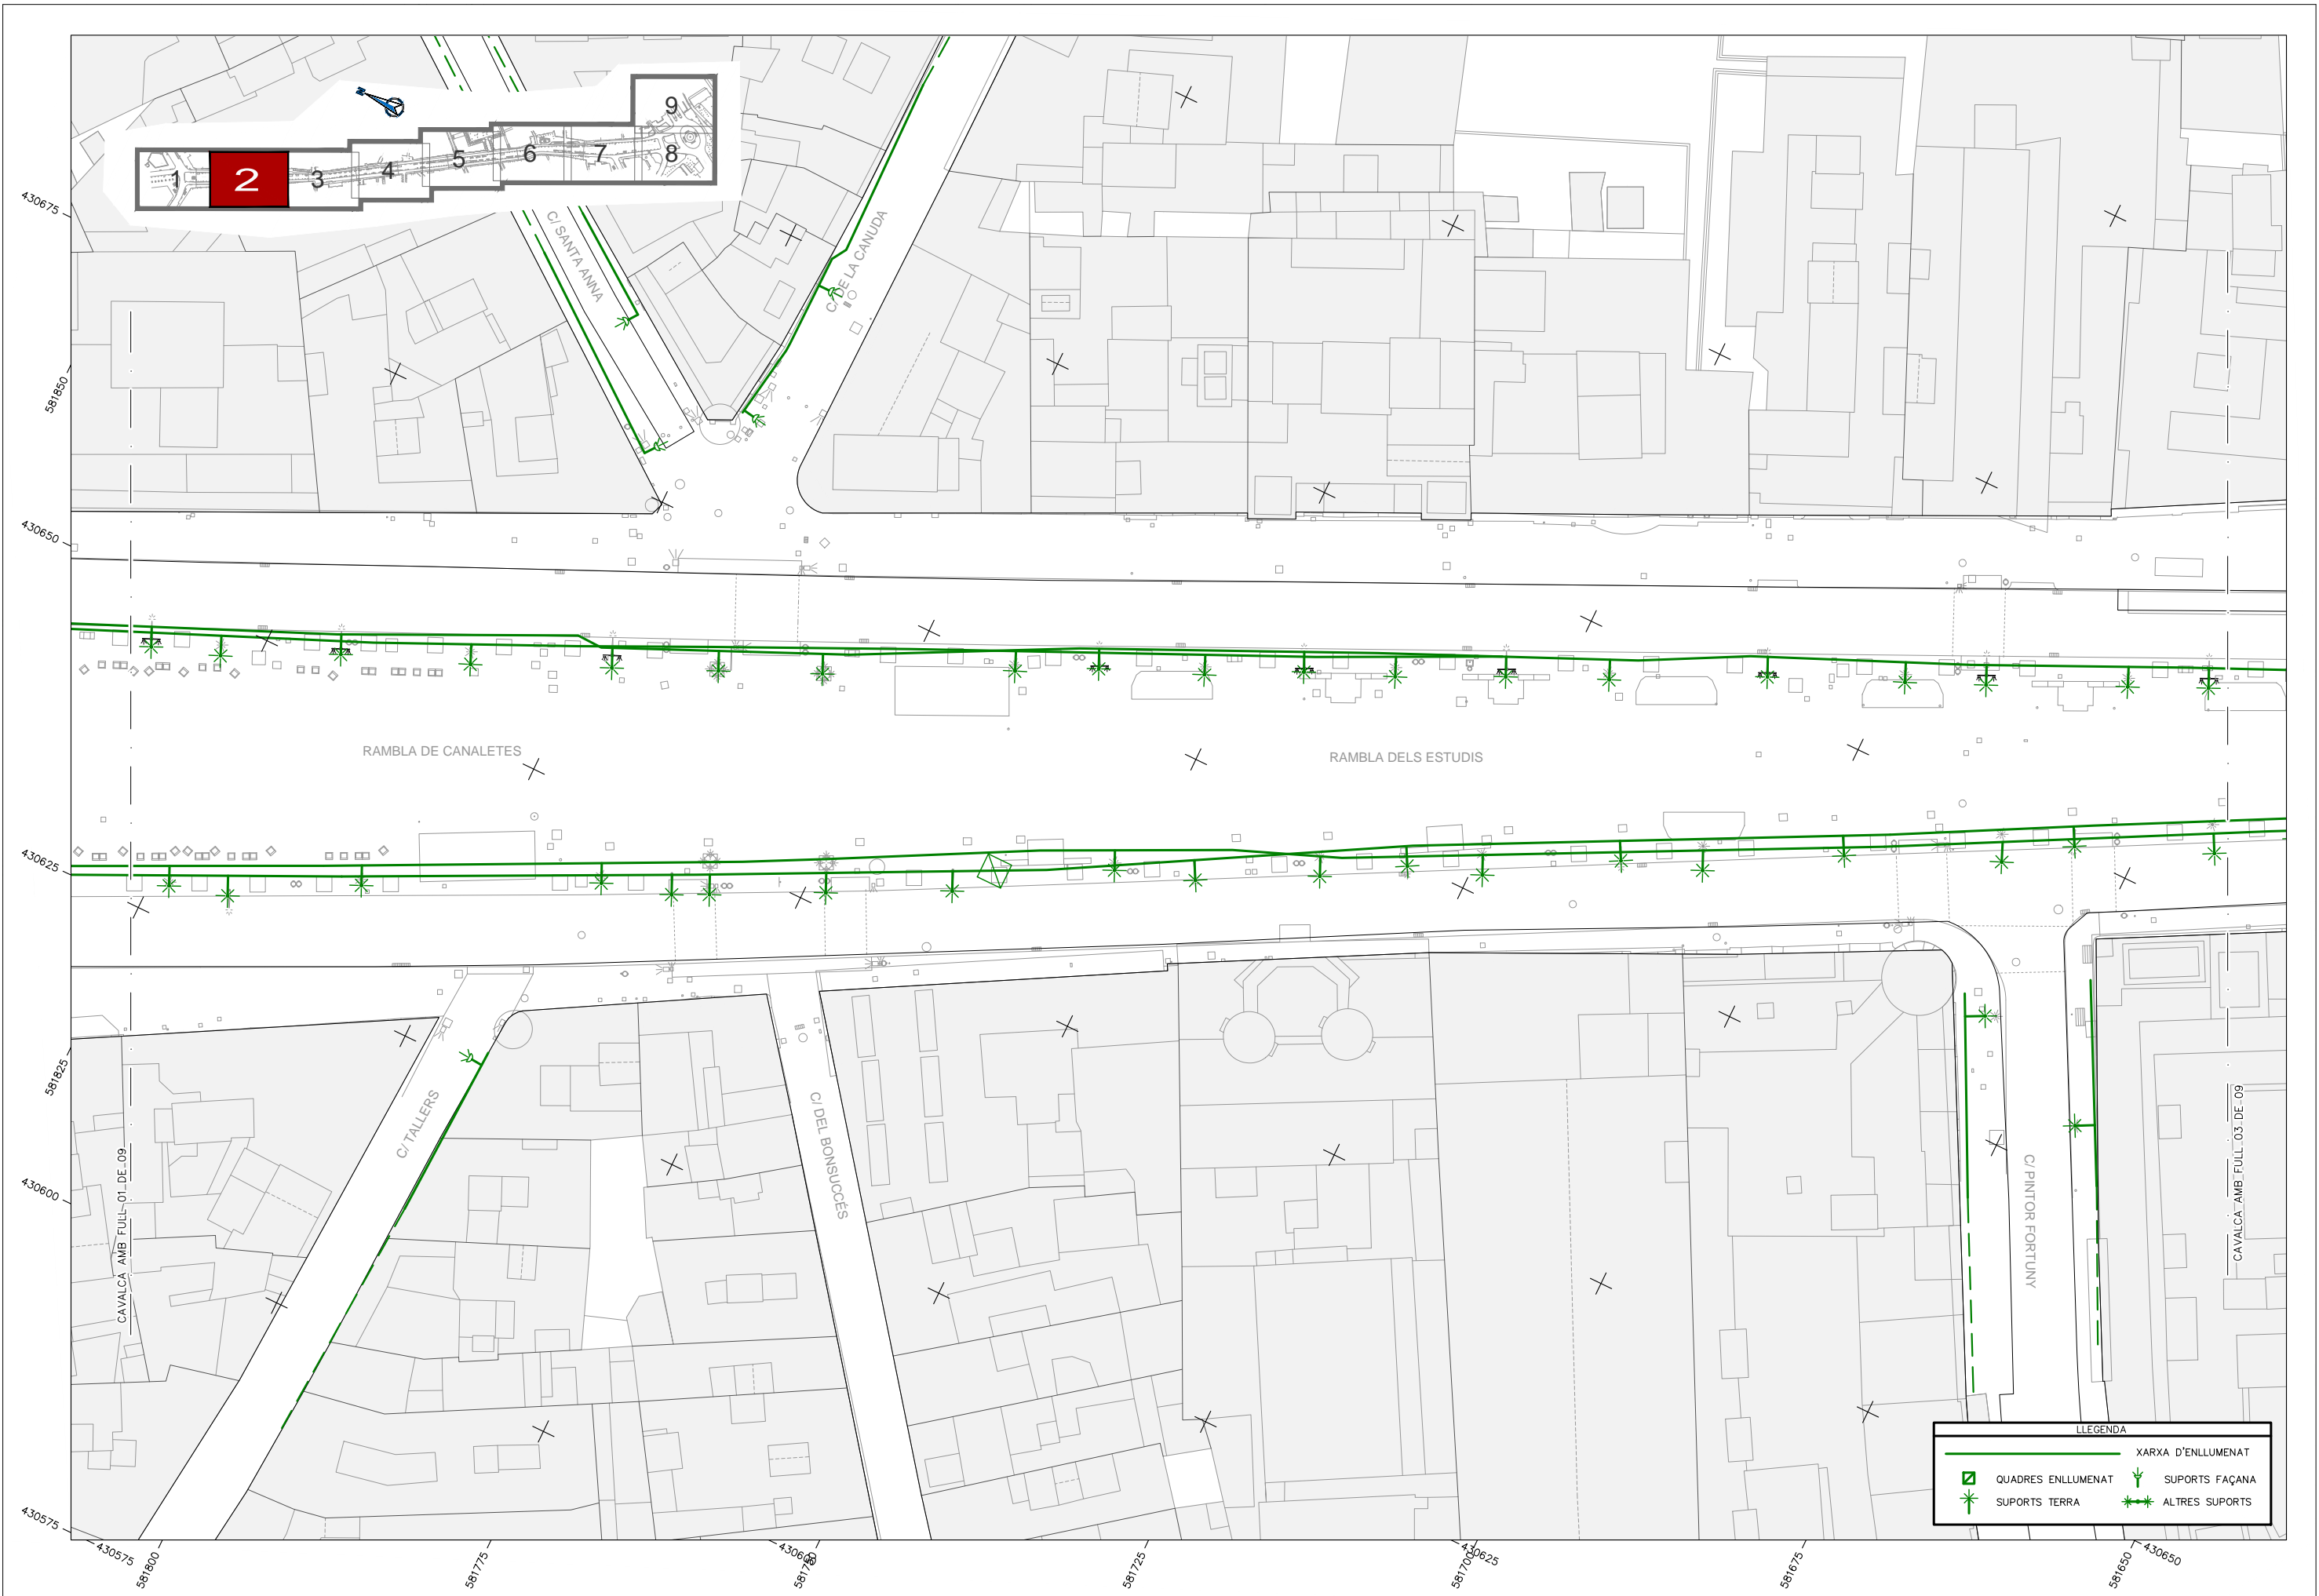 1
2
3
4
5
6
7
8
9
N
C/ SANTA ANNA
C/ DE LA CANUDA
430675
581850
430650
RAMBLA DE CANALETES
RAMBLA DELS ESTUDIS
430625
581825
C/ TALLERS
C/ DEL BONSUCCÉS
C/ PINTOR FORTUNY
CAVALCA AMB FULL 01 DE 09
CAVALCA AMB FULL 03 DE 09
430600
430575
LLEGENDA
XARXA D'ENLLUMENAT
QUADRES ENLLUMENAT
SUPORTS FAÇANA
SUPORTS TERRA
ALTRES SUPORTS
430575
581800
581775
430600
581750
581725
581700
430625
581675
581650
430650